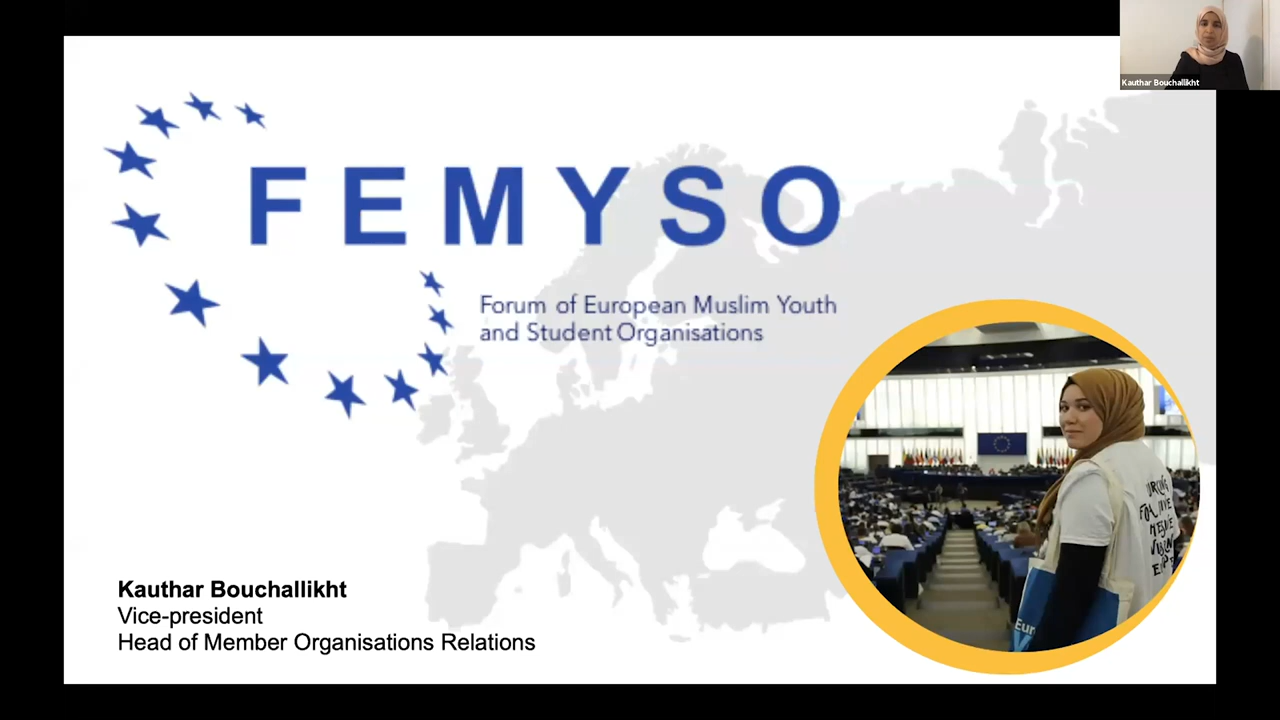 Kauthar Bouchallikht
FEMYSO
Forum of European Muslim Youth
and Student Organisations
Kauthar Bouchallikht
Vice-president
Head of Member Organisations Relations
Eur